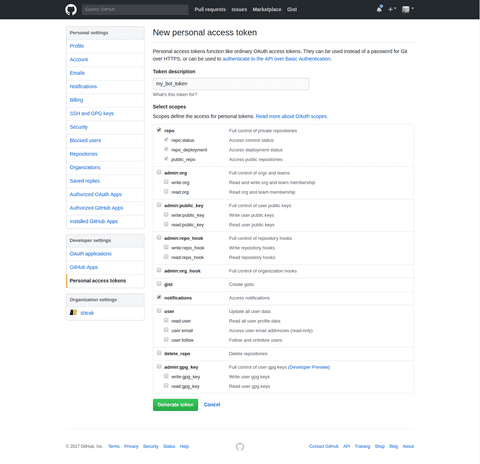 Search GitHub
Pull requests Issues Marketplace Gist
Personal settings
Profile
Account
Emails
Notifications
Billing
SSH and GPG keys
Security
Blocked users
Repositories
Organizations
Saved replies
Authorized OAuth Apps
Authorized GitHub Apps
Installed GitHub Apps
Developer settings
OAuth applications
GitHub Apps
Personal access tokens
Organization settings
New personal access token
Personal access tokens function like ordinary OAuth access tokens. They can be used instead of a password for Git
over HTTPS, or can be used to authenticate to the API over Basic Authentication.
Token description
my_bot_token
What's this token for?
Select scopes
Scopes define the access for personal tokens. Read more about OAuth scopes.
repo Full control of private repositories
repo:status Access commit status
repo_deployment Access deployment status
public_repo Access public repositories
admin:org Full control of orgs and teams
write:org Read and write org and team membership
read:org Read org and team membership
admin:public_key Full control of user public keys
write:public_key Write user public keys
read:public_key Read user public keys
admin:repo_hook Full control of repository hooks
write:repo_hook Write repository hooks
read:repo_hook Read repository hooks
admin:org_hook Full control of organization hooks
gist Create gists
notifications Access notifications
user Update all user data
read:user Read all user profile data
user:email Access user email addresses (read-only)
user:follow Follow and unfollow users
delete_repo Delete repositories
admin:gpg_key Full control of user gpg keys (Developer Preview)
write:gpg_key Write user gpg keys
read:gpg_key Read user gpg keys
Generate token Cancel
© 2017 GitHub, Inc. Terms Privacy Security Status Help
Contact GitHub API Training Shop Blog About